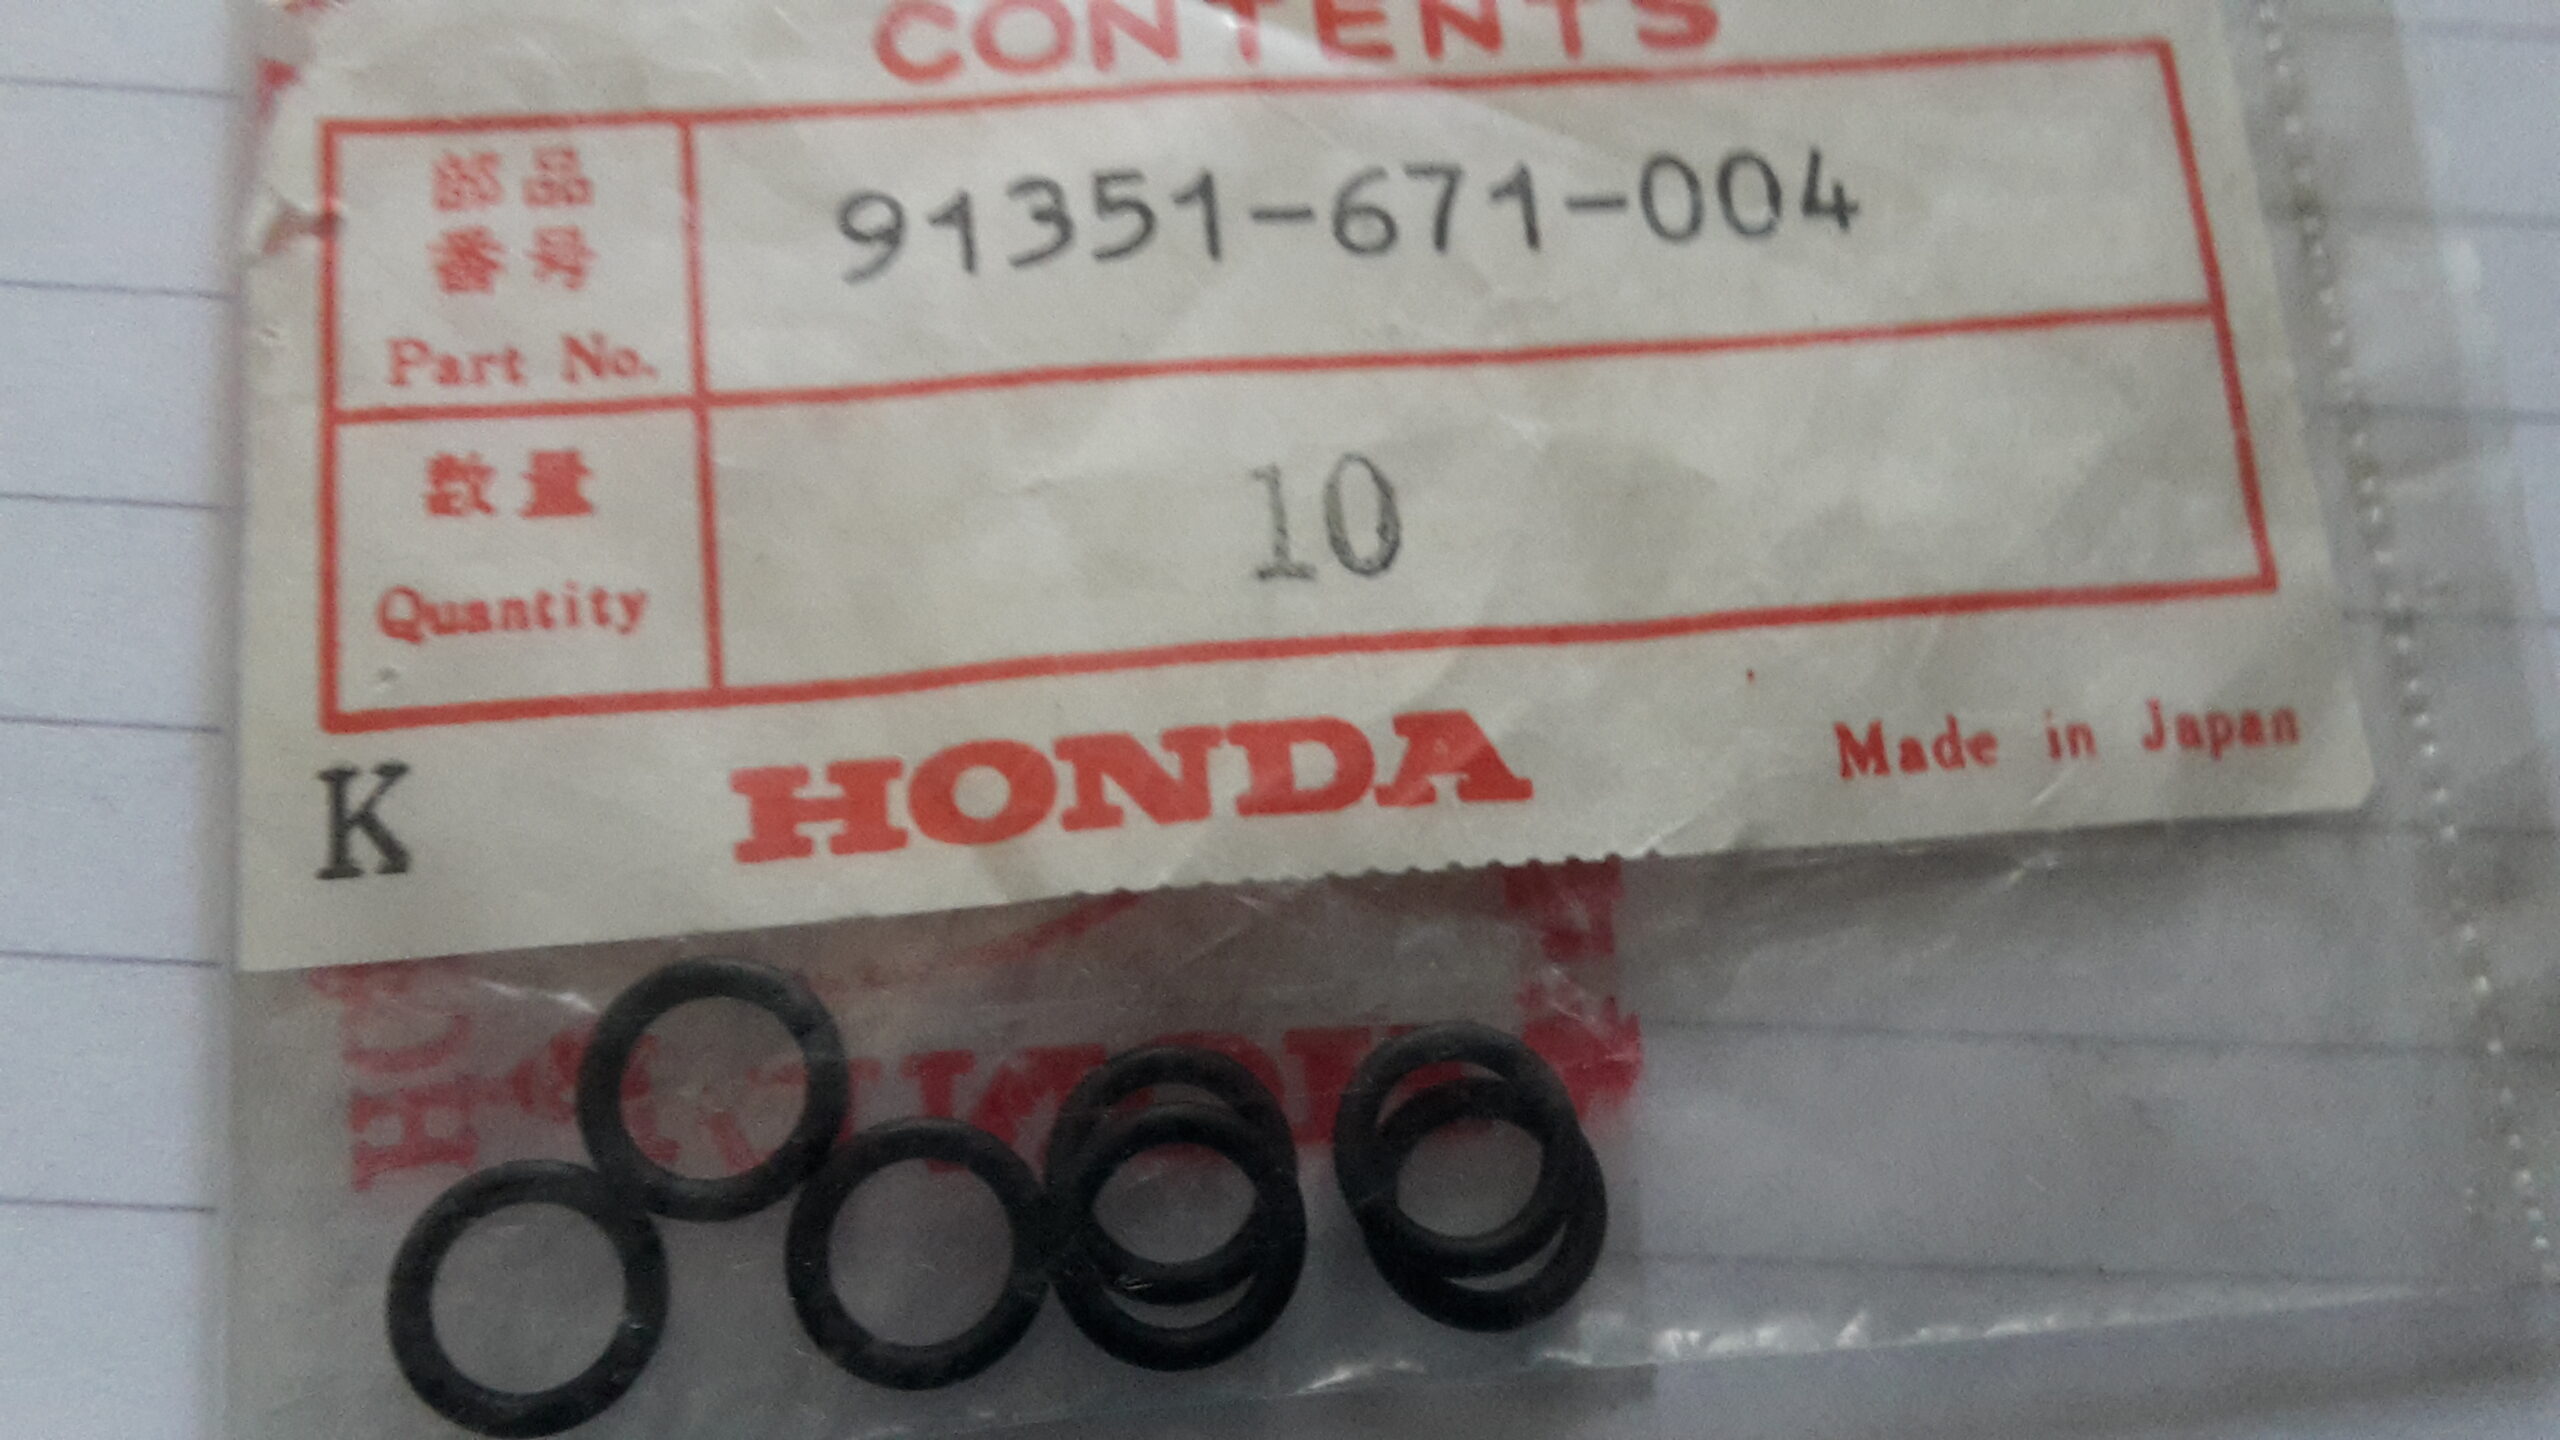 CONTENTS
部品
番号
Part No.
91351-671-004
数量
Quantity
10
K
HONDA
Made in Japan